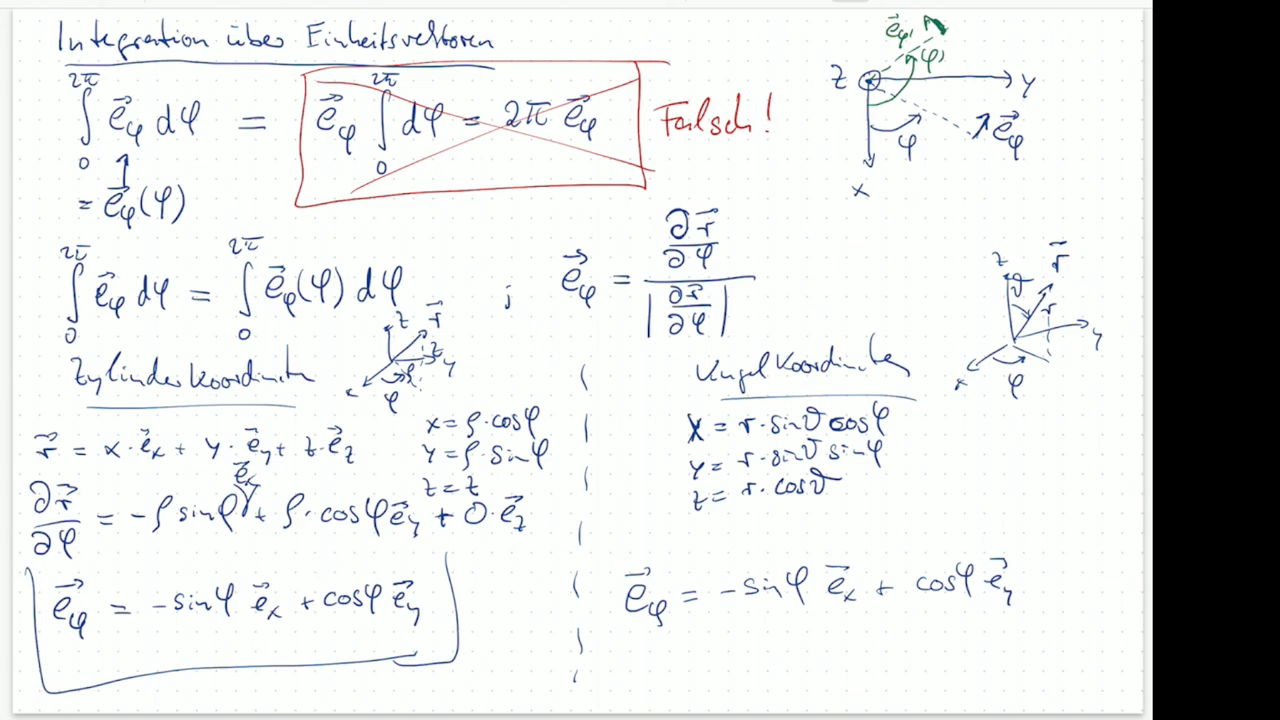 Integration über Einheitsvektoren
∫₀^{2π} e⃗_φ dφ = e⃗_φ ∫₀^{2π} dφ = 2π e⃗_φ Falsch!
= e⃗_φ(φ)
Z Y X φ e⃗_φ e⃗_φ' φ'
∫₀^{2π} e⃗_φ dφ = ∫₀^{2π} e⃗_φ(φ) dφ ; e⃗_φ = ∂r⃗/∂φ / |∂r⃗/∂φ|
z r⃗ z y ρ x φ
z ϑ r⃗ r y x φ
Zylinderkoordinaten
r⃗ = x·e⃗_x + y·e⃗_y + z·e⃗_z
x = ρ·cosφ
y = ρ·sinφ
z = z
∂r⃗/∂φ = -ρ sinφ e⃗_x + ρ·cosφ e⃗_y + 0·e⃗_z
e⃗_φ = -sinφ e⃗_x + cosφ e⃗_y
Kugelkoordinaten
x = r·sinϑ cosφ
y = r·sinϑ sinφ
z = r·cosϑ
e⃗_φ = -sinφ e⃗_x + cosφ e⃗_y